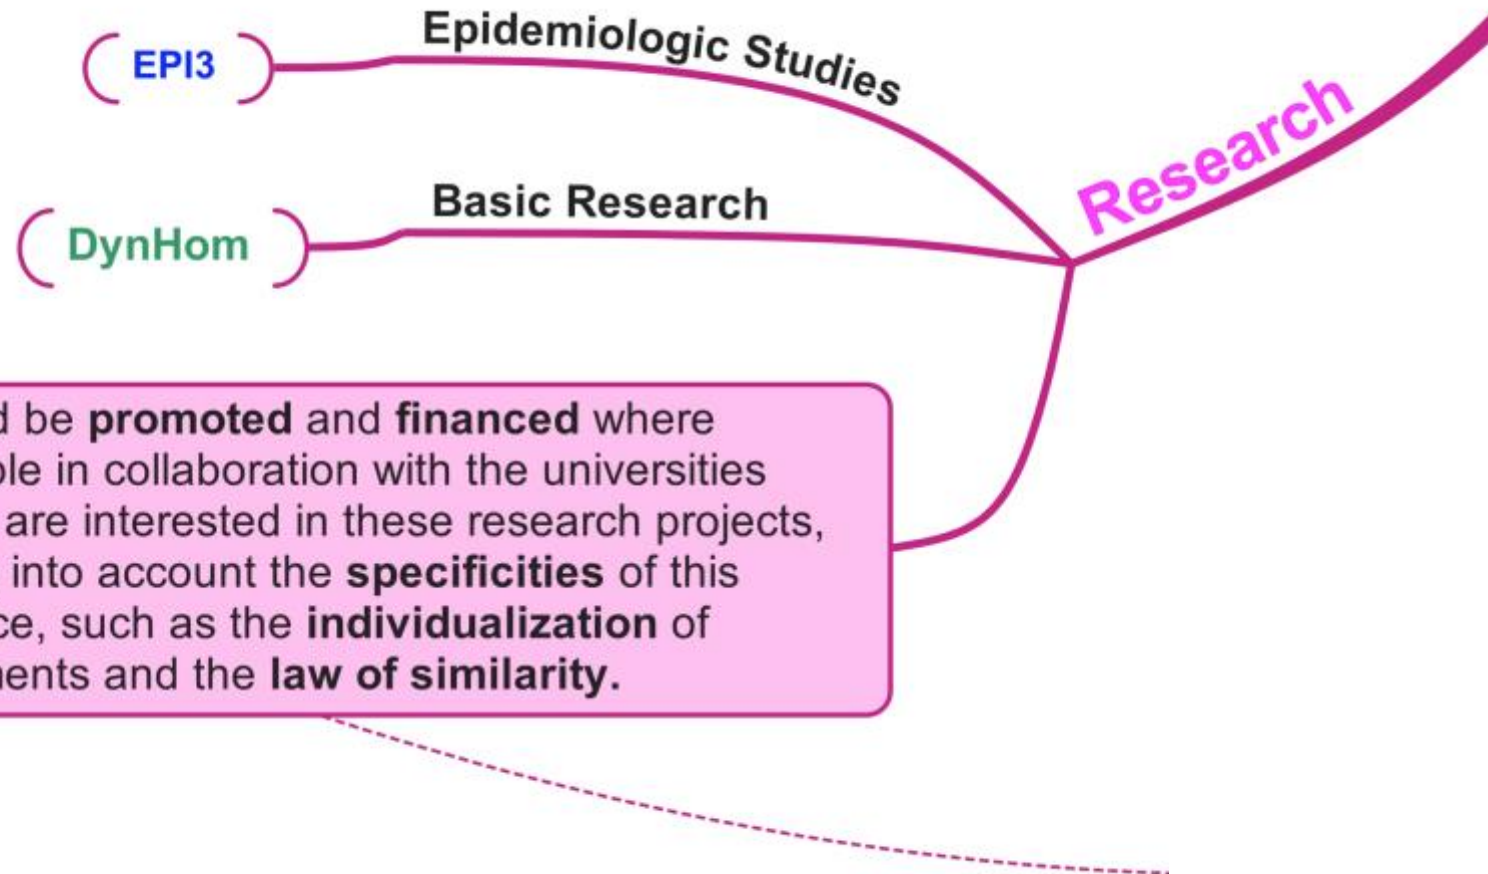 Epidemiologic Studies
EPI3
Research
Basic Research
DynHom
be promoted and financed where
in collaboration with the universities
are interested in these research projects,
into account the specificities of this
such as the individualization of
and the law of similarity.